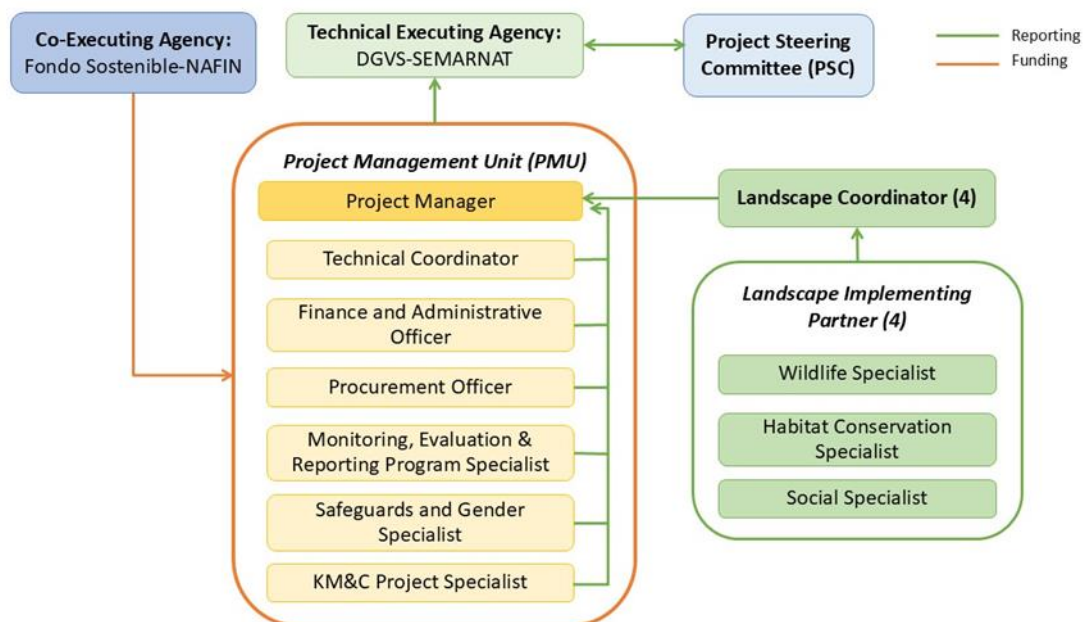 Co-Executing Agency:
Fondo Sostenible-NAFIN
Technical Executing Agency:
DGVS-SEMARNAT
Project Steering
Committee (PSC)
Reporting
Funding
Project Management Unit (PMU)
Project Manager
Technical Coordinator
Finance and Administrative
Officer
Procurement Officer
Monitoring, Evaluation &
Reporting Program Specialist
Safeguards and Gender
Specialist
KM&C Project Specialist
Landscape Coordinator (4)
Landscape Implementing
Partner (4)
Wildlife Specialist
Habitat Conservation
Specialist
Social Specialist